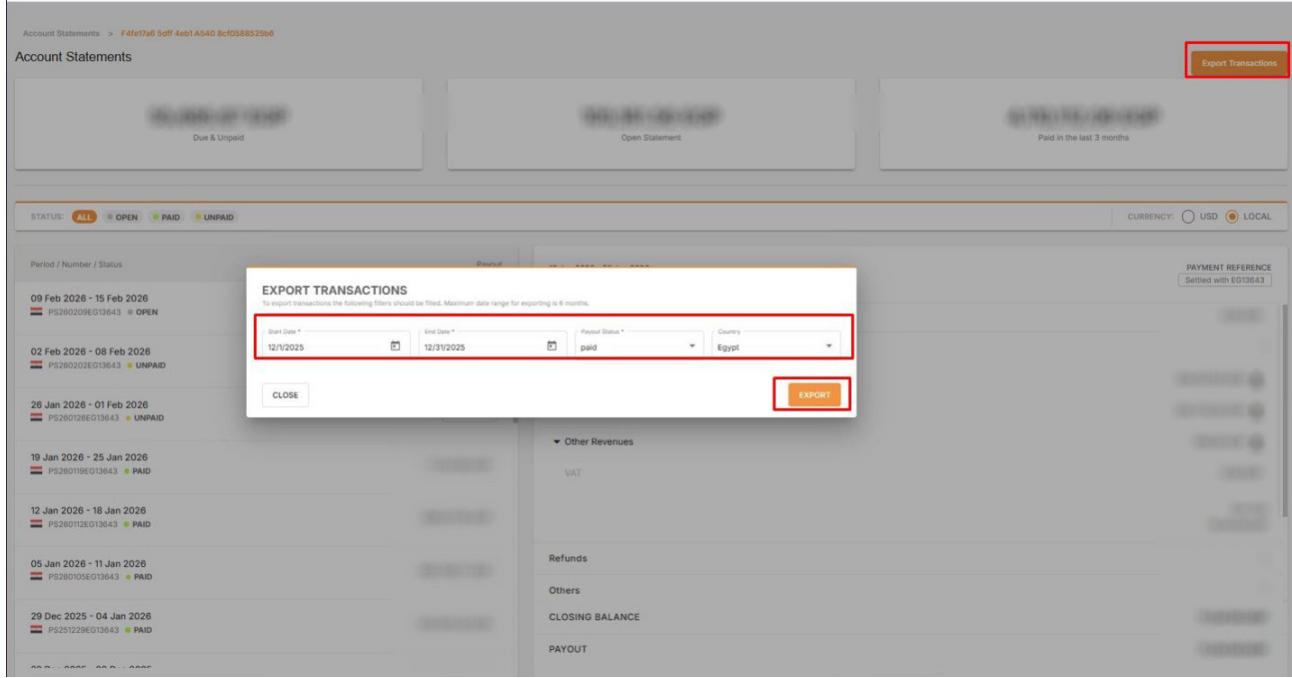 Account Statements > F4fe17a6 5dff 4eb1 A540 8cf0588525b6
Account Statements
Export Transactions
Due & Unpaid
Open Statement
Paid in the last 3 months
STATUS: ALL OPEN PAID UNPAID
CURRENCY: USD LOCAL
Period / Number / Status
Payout
PAYMENT REFERENCE
Settled with EG13643
09 Feb 2026 - 15 Feb 2026
PS260209EG13643 OPEN
02 Feb 2026 - 08 Feb 2026
PS260202EG13643 UNPAID
26 Jan 2026 - 01 Feb 2026
PS260126EG13643 UNPAID
19 Jan 2026 - 25 Jan 2026
PS260119EG13643 PAID
12 Jan 2026 - 18 Jan 2026
PS260112EG13643 PAID
05 Jan 2026 - 11 Jan 2026
PS260105EG13643 PAID
29 Dec 2025 - 04 Jan 2026
PS251229EG13643 PAID
EXPORT TRANSACTIONS
To export transactions the following filters should be filled. Maximum date range for exporting is 6 months.
Start Date *
12/1/2025
End Date *
12/31/2025
Payout Status *
paid
Country
Egypt
CLOSE
EXPORT
Other Revenues
VAT
Refunds
Others
CLOSING BALANCE
PAYOUT